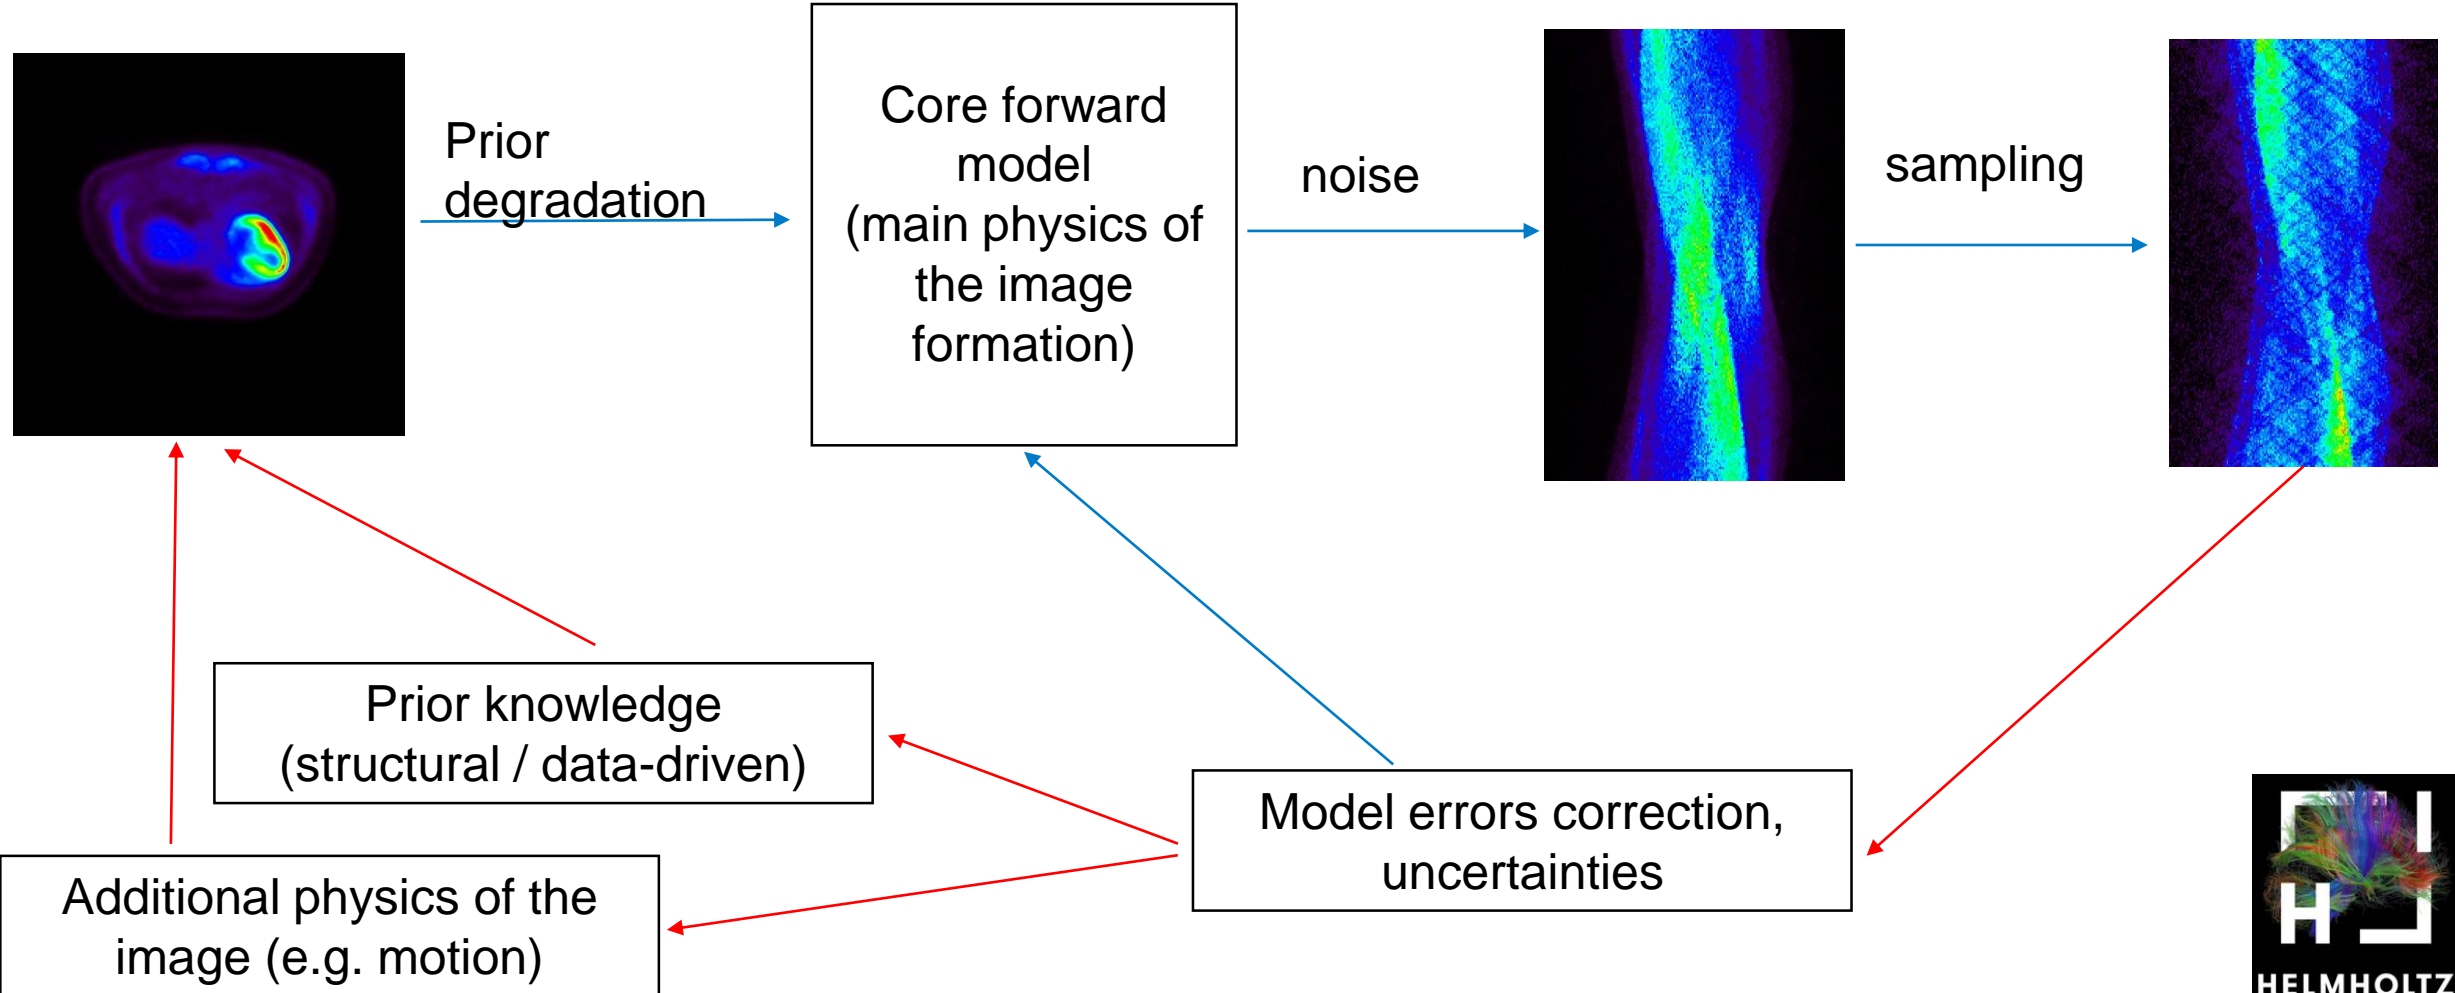 Prior
degradation
Core forward
model
(main physics of
the image
formation)
noise
sampling
Prior knowledge
(structural / data-driven)
Model errors correction,
uncertainties
Additional physics of the
image (e.g. motion)
H
HELMHOLTZ